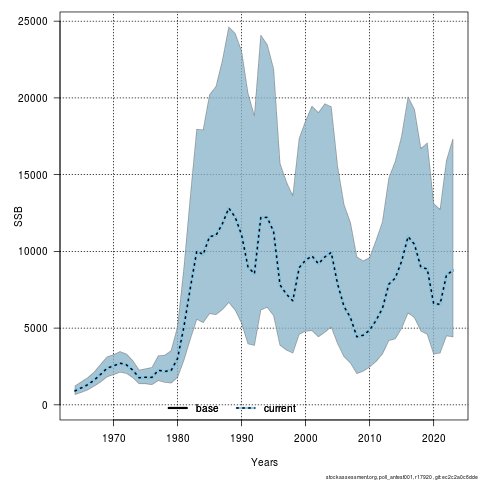 25000
20000
15000
10000
5000
0
SSB
base current
1970 1980 1990 2000 2010 2020
Years
stockassessment.org, poll_antest001, r17920 , git: ec2c2a0c6dde